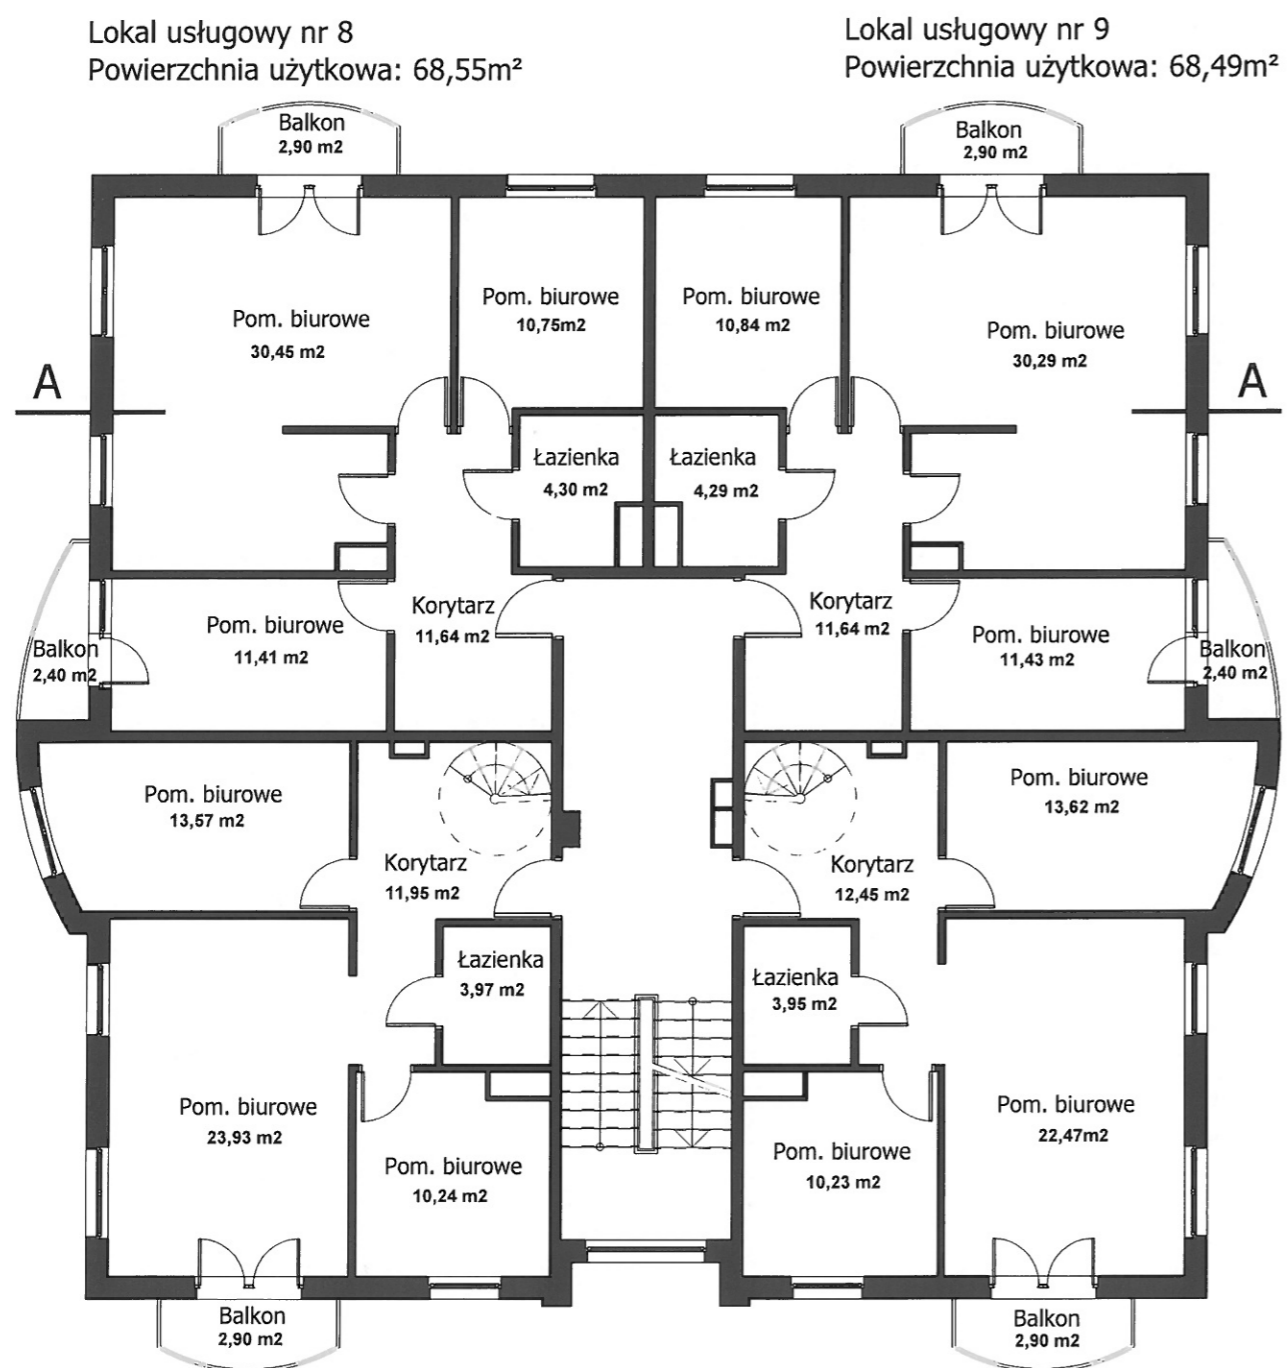 Lokal usługowy nr 8
Powierzchnia użytkowa: 68,55m²
Lokal usługowy nr 9
Powierzchnia użytkowa: 68,49m²
Balkon
2,90 m2
Balkon
2,90 m2
Pom. biurowe
30,45 m2
Pom. biurowe
10,75m2
Pom. biurowe
10,84 m2
Pom. biurowe
30,29 m2
A
A
Łazienka
4,30 m2
Łazienka
4,29 m2
Korytarz
11,64 m2
Korytarz
11,64 m2
Balkon
2,40 m2
Pom. biurowe
11,41 m2
Pom. biurowe
11,43 m2
Balkon
2,40 m2
Pom. biurowe
13,57 m2
Pom. biurowe
13,62 m2
Korytarz
11,95 m2
Korytarz
12,45 m2
Łazienka
3,97 m2
Łazienka
3,95 m2
Pom. biurowe
23,93 m2
Pom. biurowe
10,24 m2
Pom. biurowe
10,23 m2
Pom. biurowe
22,47m2
Balkon
2,90 m2
Balkon
2,90 m2